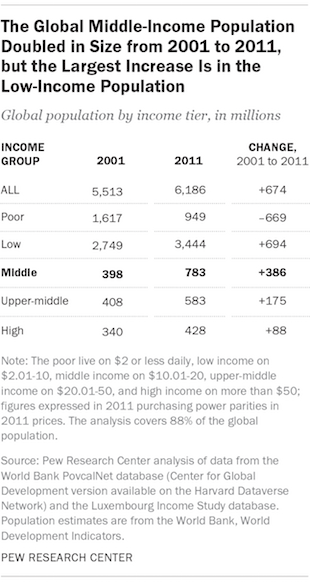 The Global Middle-Income Population
Doubled in Size from 2001 to 2011,
but the Largest Increase Is in the
Low-Income Population
Global population by income tier, in millions
INCOME GROUP 2001 2011 CHANGE, 2001 to 2011
ALL 5,513 6,186 +674
Poor 1,617 949 –669
Low 2,749 3,444 +694
Middle 398 783 +386
Upper-middle 408 583 +175
High 340 428 +88
Note: The poor live on $2 or less daily, low income on
$2.01-10, middle income on $10.01-20, upper-middle
income on $20.01-50, and high income on more than $50;
figures expressed in 2011 purchasing power parities in
2011 prices. The analysis covers 88% of the global
population.
Source: Pew Research Center analysis of data from the
World Bank PovcalNet database (Center for Global
Development version available on the Harvard Dataverse
Network) and the Luxembourg Income Study database.
Population estimates are from the World Bank, World
Development Indicators.
PEW RESEARCH CENTER